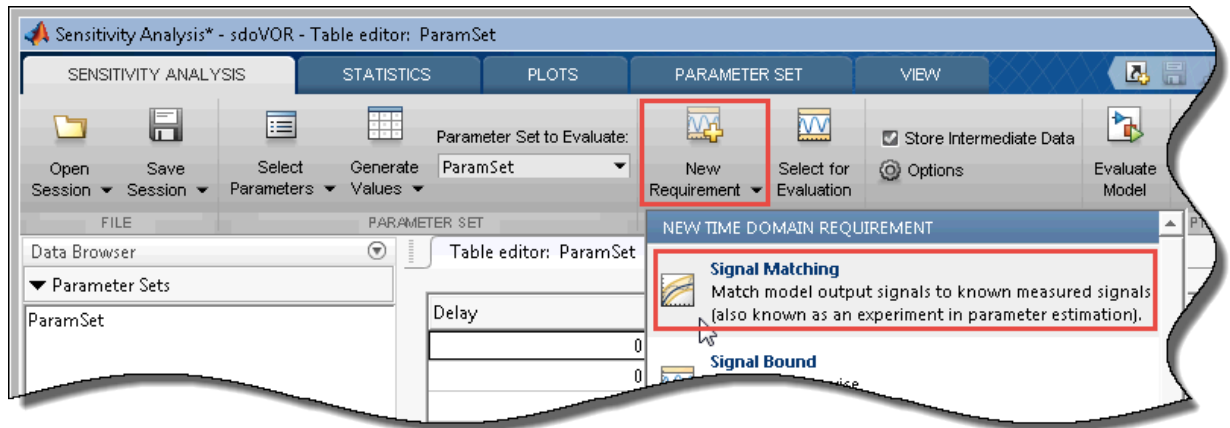 Sensitivity Analysis* - sdoVOR - Table editor: ParamSet
SENSITIVITY ANALYSIS STATISTICS PLOTS PARAMETER SET VIEW
Parameter Set to Evaluate:
Store Intermediate Data
Open Session Save Session Select Parameters Generate Values ParamSet New Requirement Select for Evaluation Options Evaluate Model
FILE PARAMETER SET
Data Browser Table editor: ParamSet NEW TIME DOMAIN REQUIREMENT
Parameter Sets
ParamSet
Delay
0
0
Signal Matching
Match model output signals to known measured signals
(also known as an experiment in parameter estimation).
Signal Bound